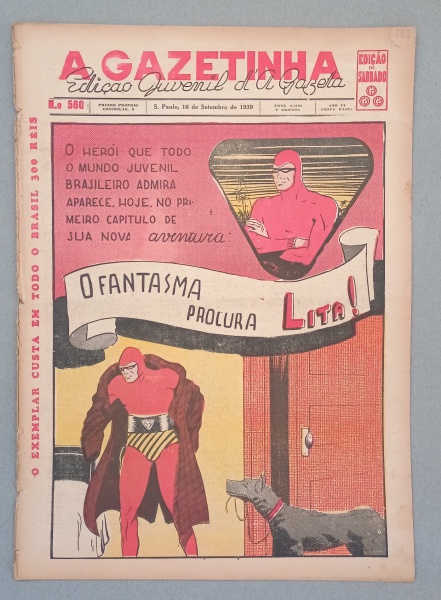 A GAZETINHA
Edição Juvenil d'A Gazeta
EDIÇÃO
DE
SABBADO
N.o 560
S. Paulo, 16 de Setembro de 1939
O EXEMPLAR CUSTA EM TODO O BRASIL 300 RÉIS
O HERÓI QUE TODO
O MUNDO JUVENIL
BRASILEIRO ADMIRA
APARECE, HOJE, NO PRI-
MEIRO CAPITULO DE
SUA NOVA aventura:
O FANTASMA
PROCURA LITA!